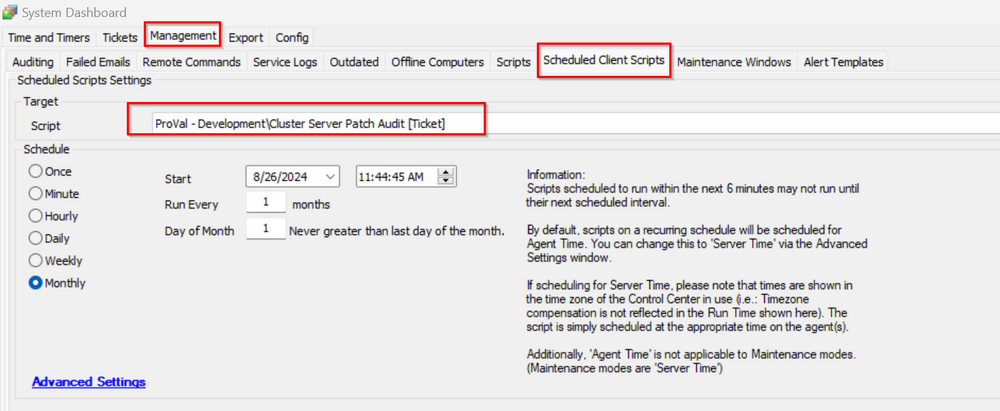 System Dashboard
Time and Timers Tickets Management Export Config
Auditing Failed Emails Remote Commands Service Logs Outdated Offline Computers Scripts Scheduled Client Scripts Maintenance Windows Alert Templates
Scheduled Scripts Settings
Target
Script ProVal - Development\Cluster Server Patch Audit [Ticket]
Schedule
Once
Minute
Hourly
Daily
Weekly
Monthly
Start 8/26/2024 11:44:45 AM
Run Every 1 months
Day of Month 1 Never greater than last day of the month.
Information:
Scripts scheduled to run within the next 6 minutes may not run until
their next scheduled interval.
By default, scripts on a recurring schedule will be scheduled for
Agent Time. You can change this to 'Server Time' via the Advanced
Settings window.
If scheduling for Server Time, please note that times are shown in
the time zone of the Control Center in use (i.e.: Timezone
compensation is not reflected in the Run Time shown here). The
script is simply scheduled at the appropriate time on the agent(s).
Additionally, 'Agent Time' is not applicable to Maintenance modes.
(Maintenance modes are 'Server Time')
Advanced Settings